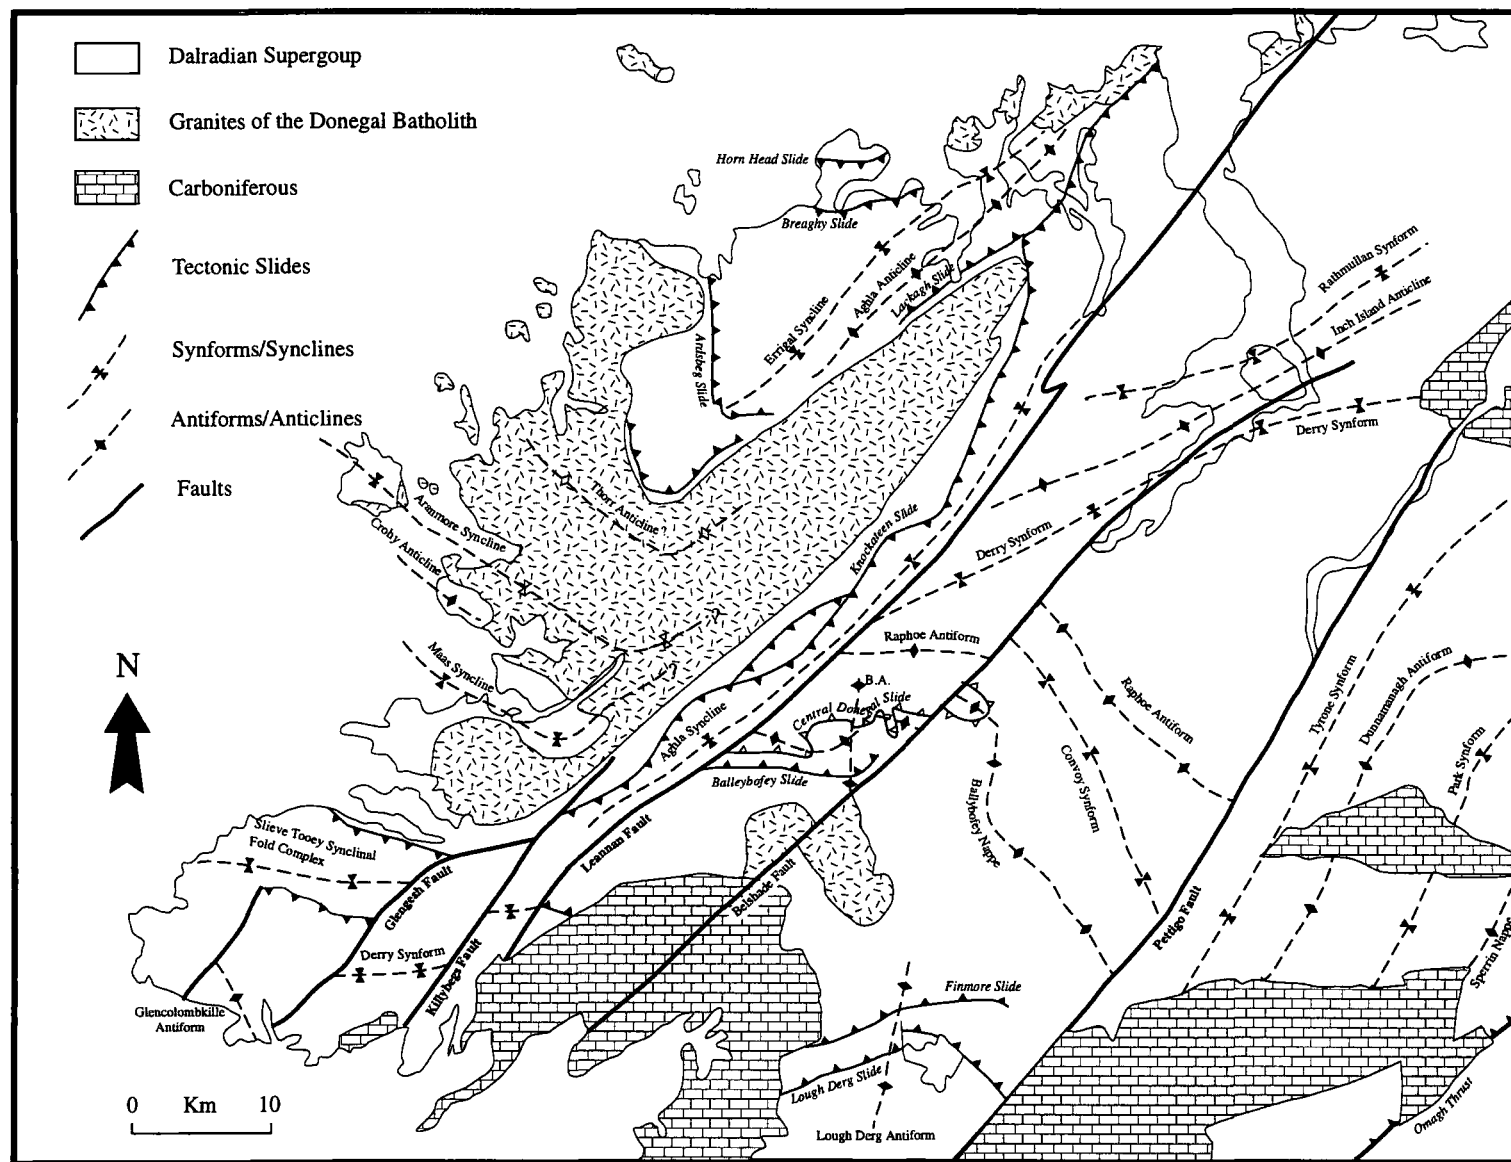 Dalradian Supergoup
Granites of the Donegal Batholith
Carboniferous
Tectonic Slides
Synforms/Synclines
Antiforms/Anticlines
Faults
N
0 Km 10
Horn Head Slide
Breaghy Slide
Ardsbeg Slide
Errigal Syncline
Aghla Anticline
Lackagh Slide
Rathmullan Synform
Inch Island Anticline
Derry Synform
Thorr Anticline ?
Aranmore Syncline
Croby Anticline
Maas Syncline
?
?
Knockateen Slide
Derry Synform
Raphoe Antiform
B.A.
Central Donegal Slide
Aghla Syncline
Balleybofey Slide
Raphoe Antiform
Convoy Synform
Ballybofey Nappe
Tyrone Synform
Dunnamagh Antiform
Park Synform
Sperrin Nappe
Slieve Tooey Synclinal
Fold Complex
Glengesh Fault
Leannan Fault
Belshade Fault
Pettigo Fault
Derry Synform
Killybegs Fault
Glencolombkille
Antiform
Finmore Slide
Lough Derg Slide
Lough Derg Antiform
Omagh Thrust